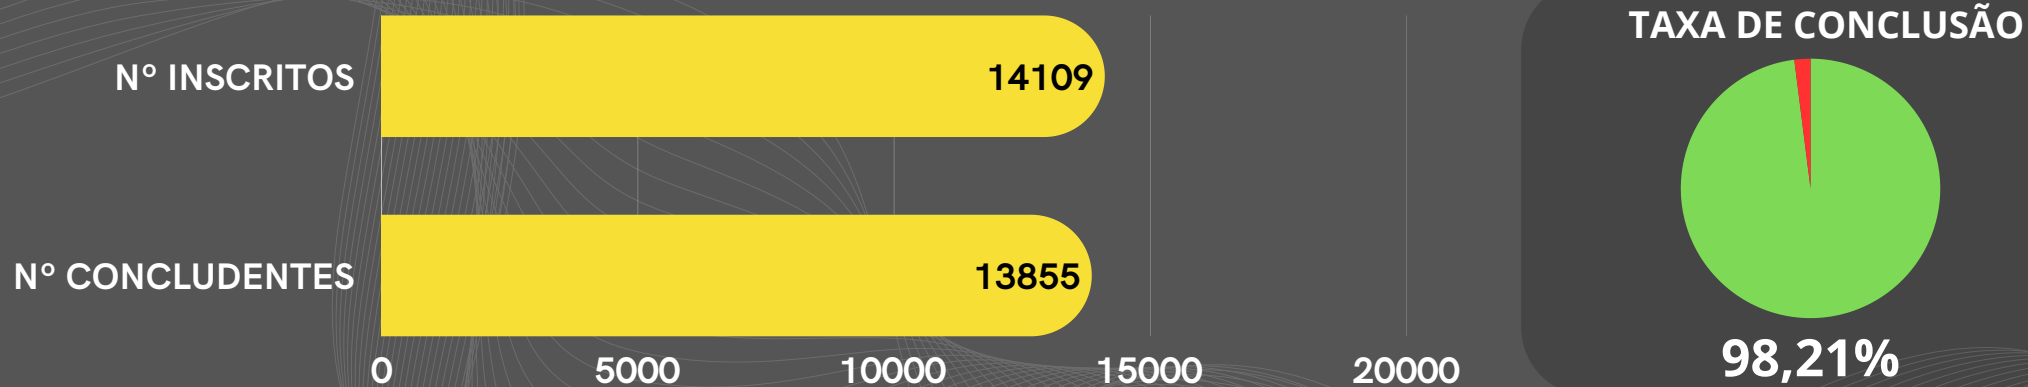 Nº INSCRITOS
14109
Nº CONCLUDENTES
13855
0 5000 10000 15000 20000
TAXA DE CONCLUSÃO
98,21%